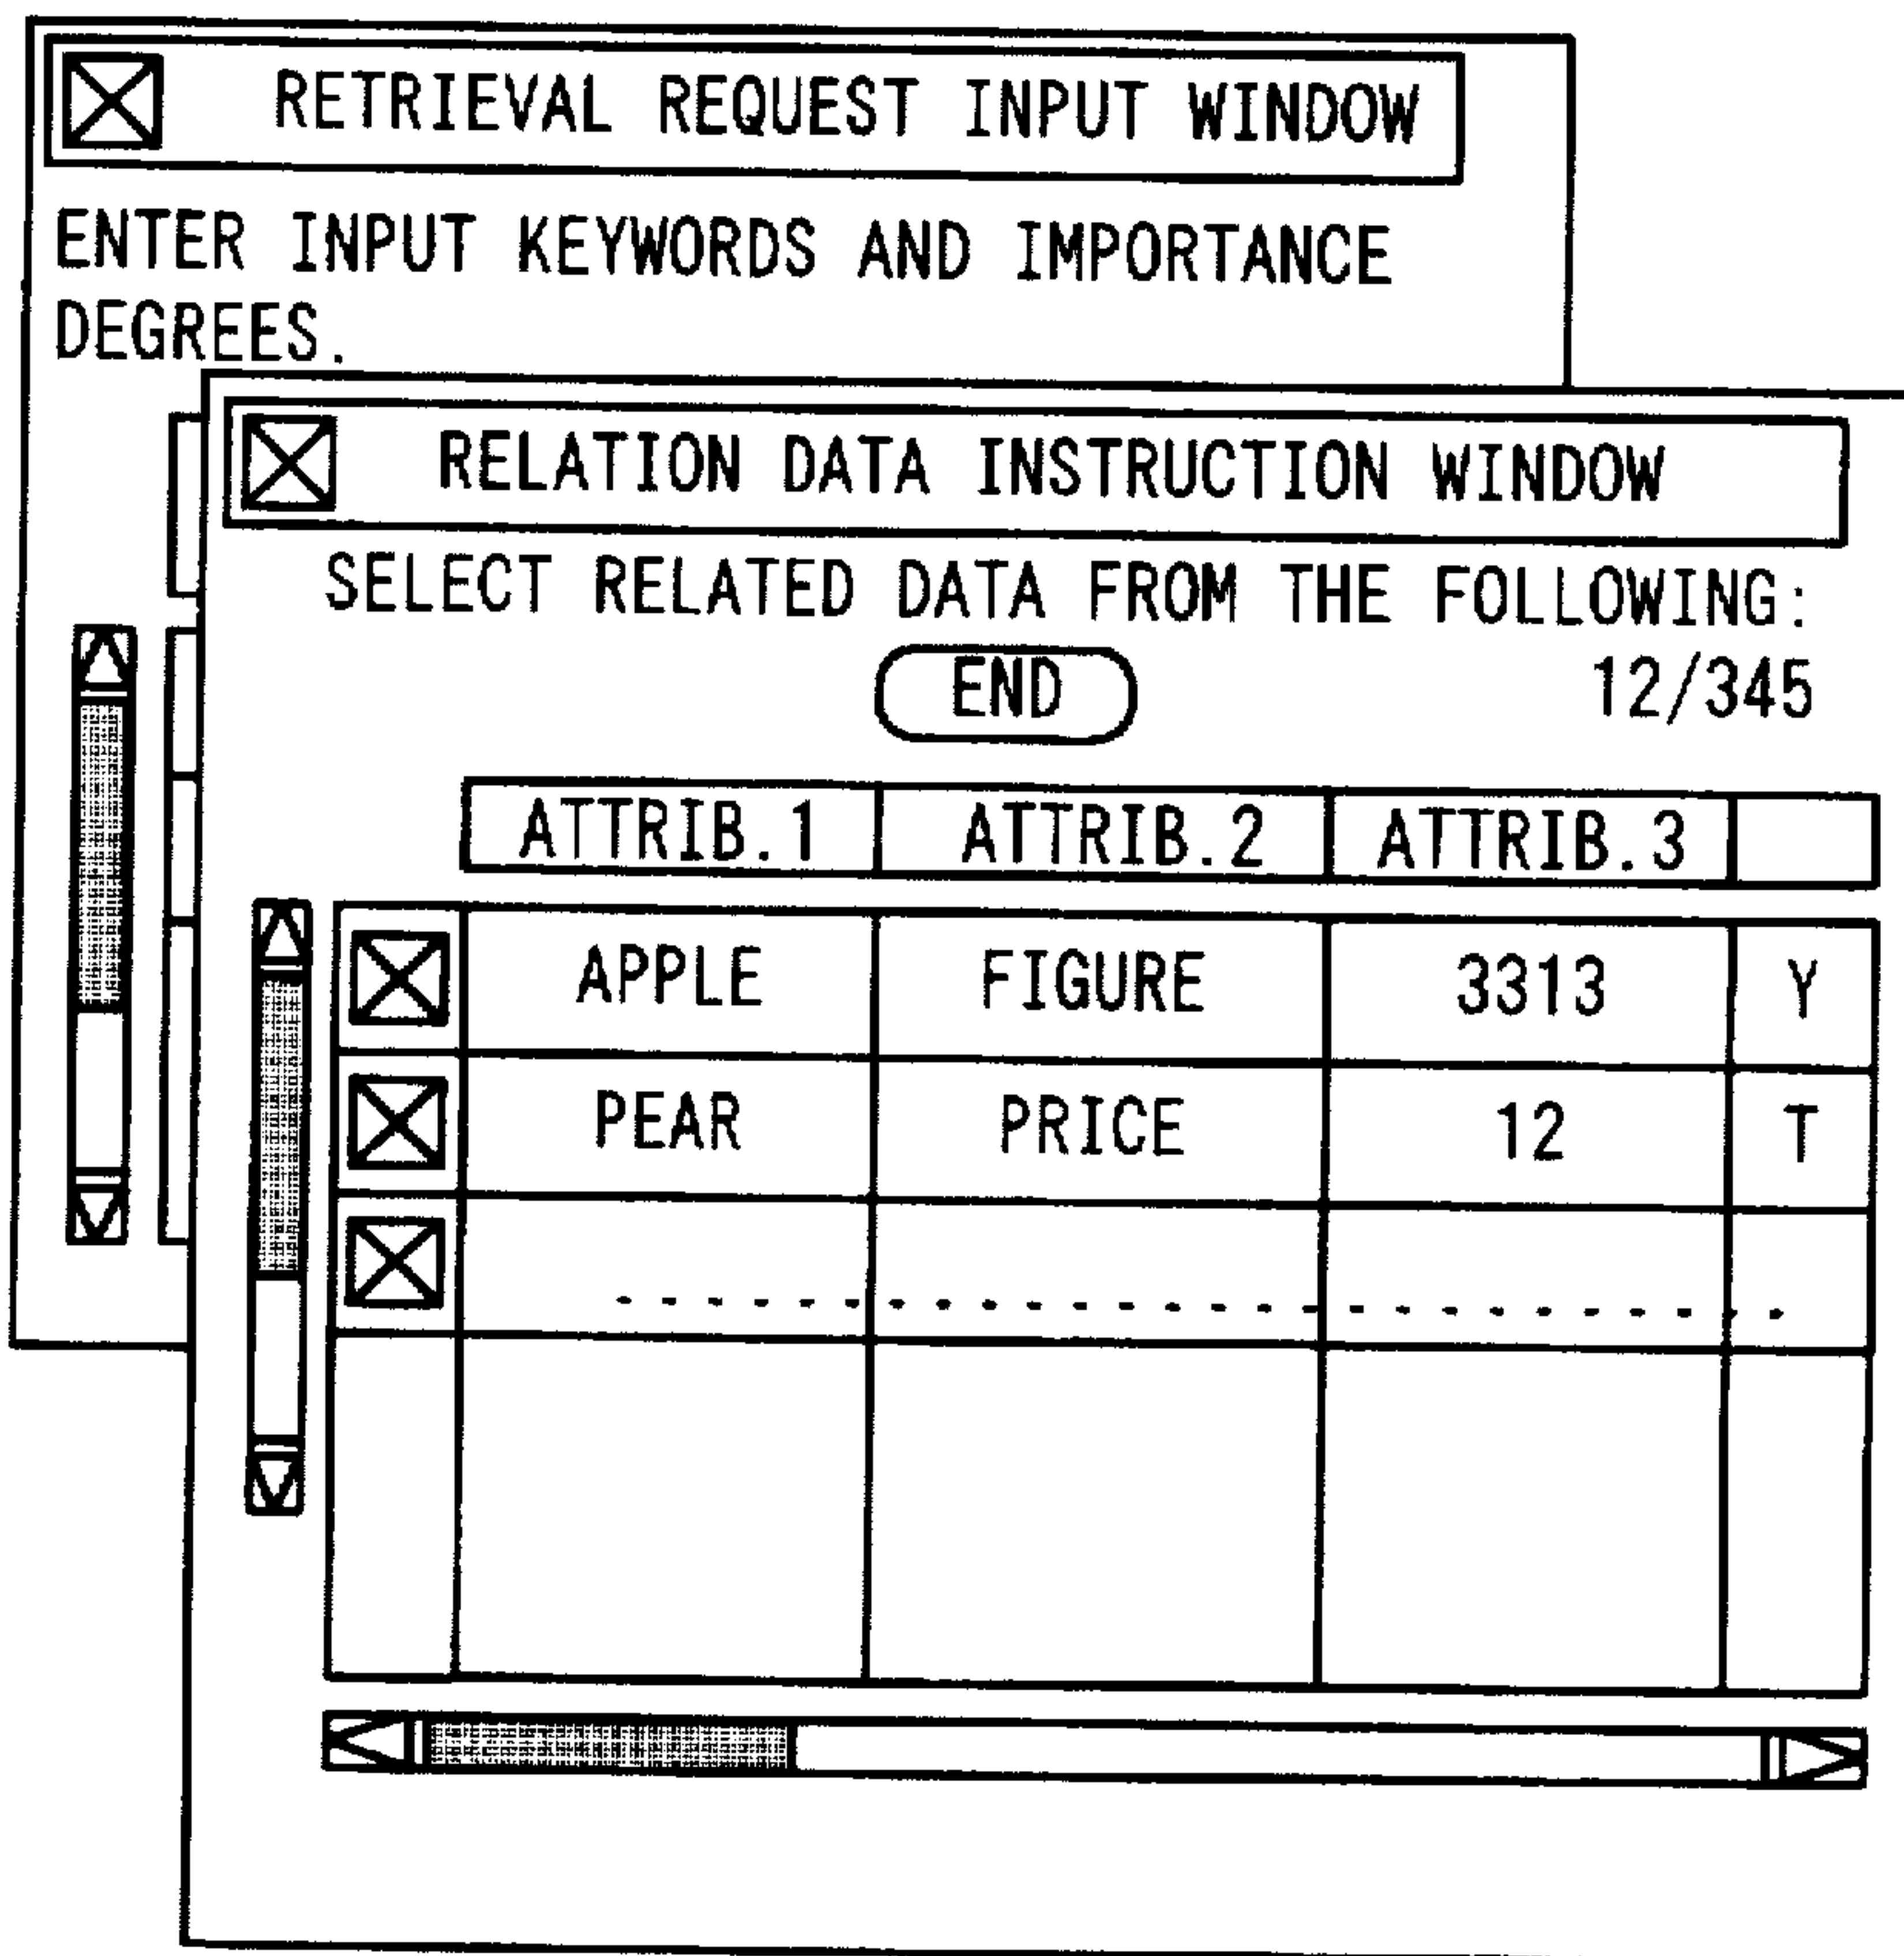 RETRIEVAL REQUEST INPUT WINDOW
ENTER INPUT KEYWORDS AND IMPORTANCE
DEGREES.
RELATION DATA INSTRUCTION WINDOW
SELECT RELATED DATA FROM THE FOLLOWING:
END 12/345
ATTRIB.1 ATTRIB.2 ATTRIB.3
APPLE FIGURE 3313 Y
PEAR PRICE 12 T